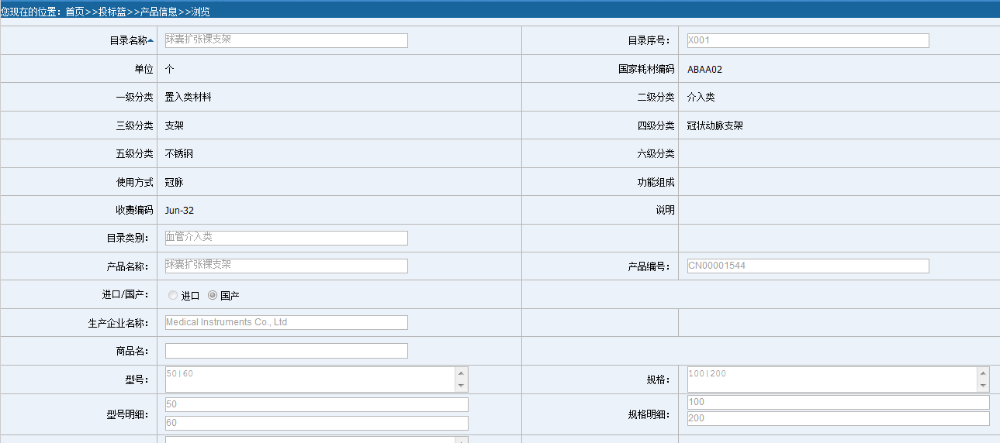 您现在的位置：首页>>投标篮>>产品信息>>浏览
目录名称 球囊扩张裸支架 目录序号： X001
单位 个 国家耗材编码 ABAA02
一级分类 置入类材料 二级分类 介入类
三级分类 支架 四级分类 冠状动脉支架
五级分类 不锈钢 六级分类
使用方式 冠脉 功能组成
收费编码 Jun-32 说明
目录类别： 血管介入类
产品名称： 球囊扩张裸支架 产品编号： CN00001544
进口/国产： 进口 国产
生产企业名称： Medical Instruments Co., Ltd
商品名：
型号： 50|60 规格： 100|200
型号明细： 50 规格明细： 100
60 200